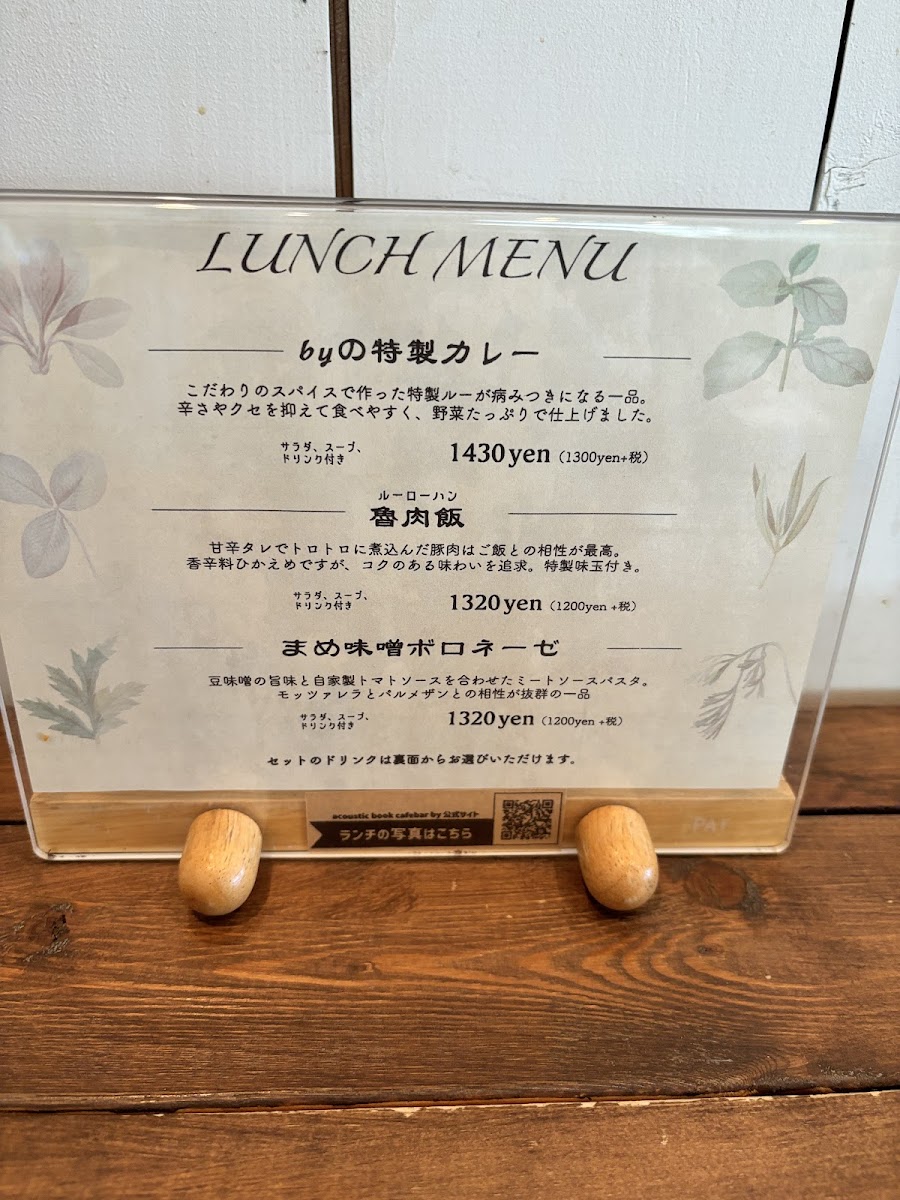 LUNCH MENU
byの特製カレー
こだわりのスパイスで作った特製ルーが病みつきになる一品。
辛さやクセを抑えて食べやすく、野菜たっぷりで仕上げました。
サラダ、スープ、
ドリンク付き
1430yen（1300yen+税）
ルーローハン
魯肉飯
甘辛タレでトロトロに煮込んだ豚肉はご飯との相性が最高。
香辛料ひかえめですが、コクのある味わいを追求。特製味玉付き。
サラダ、スープ、
ドリンク付き
1320yen（1200yen +税）
まめ味噌ボロネーゼ
豆味噌の旨味と自家製トマトソースを合わせたミートソースパスタ。
モッツァレラとパルメザンとの相性が抜群の一品
サラダ、スープ、
ドリンク付き
1320yen（1200yen +税）
セットのドリンクは裏面からお選びいただけます。
acoustic book cafebar by 公式サイト
ランチの写真はこちら